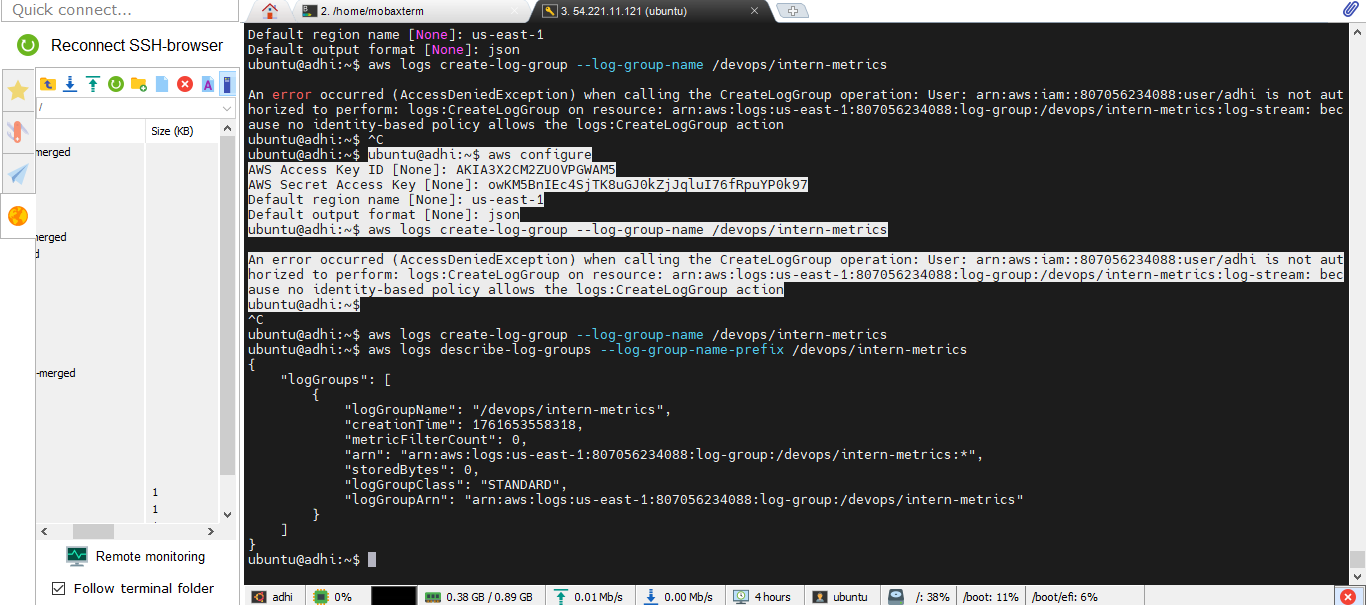 Quick connect...
2. /home/mobaxterm
3. 54.221.11.121 (ubuntu)
Reconnect SSH-browser
/
Size (KB)
-merged
-merged
1
1
Remote monitoring
Follow terminal folder
Default region name [None]: us-east-1
Default output format [None]: json
ubuntu@adhi:~$ aws logs create-log-group --log-group-name /devops/intern-metrics
An error occurred (AccessDeniedException) when calling the CreateLogGroup operation: User: arn:aws:iam::807056234088:user/adhi is not aut
horized to perform: logs:CreateLogGroup on resource: arn:aws:logs:us-east-1:807056234088:log-group:/devops/intern-metrics:log-stream: bec
ause no identity-based policy allows the logs:CreateLogGroup action
ubuntu@adhi:~$ ^C
ubuntu@adhi:~$ ubuntu@adhi:~$ aws configure
AWS Access Key ID [None]: AKIA3X2CM2ZUOVPGWAM5
AWS Secret Access Key [None]: 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
Default region name [None]: us-east-1
Default output format [None]: json
ubuntu@adhi:~$ aws logs create-log-group --log-group-name /devops/intern-metrics
An error occurred (AccessDeniedException) when calling the CreateLogGroup operation: User: arn:aws:iam::807056234088:user/adhi is not aut
horized to perform: logs:CreateLogGroup on resource: arn:aws:logs:us-east-1:807056234088:log-group:/devops/intern-metrics:log-stream: bec
ause no identity-based policy allows the logs:CreateLogGroup action
ubuntu@adhi:~$
^C
ubuntu@adhi:~$ aws logs create-log-group --log-group-name /devops/intern-metrics
ubuntu@adhi:~$ aws logs describe-log-groups --log-group-name-prefix /devops/intern-metrics
{
"logGroups": [
{
"logGroupName": "/devops/intern-metrics",
"creationTime": 1761653558318,
"metricFilterCount": 0,
"arn": "arn:aws:logs:us-east-1:807056234088:log-group:/devops/intern-metrics:*",
"storedBytes": 0,
"logGroupClass": "STANDARD",
"logGroupArn": "arn:aws:logs:us-east-1:807056234088:log-group:/devops/intern-metrics"
}
]
}
ubuntu@adhi:~$
adhi
0%
0.38 GB / 0.89 GB
0.01 Mb/s
0.00 Mb/s
4 hours
ubuntu
/: 38%
/boot: 11%
/boot/efi: 6%